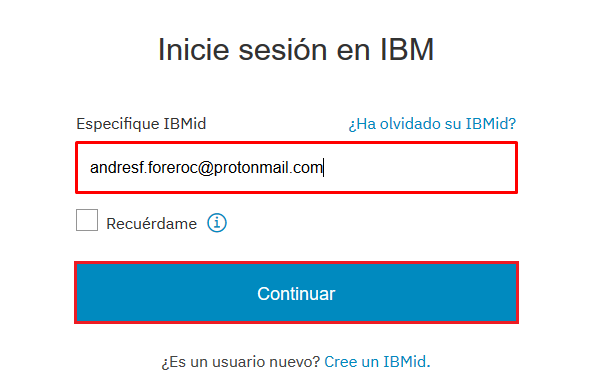 Inicie sesión en IBM
Especifique IBMid ¿Ha olvidado su IBMid?
andresf.foreroc@protonmail.com
Recuérdame
Continuar
¿Es un usuario nuevo? Cree un IBMid.